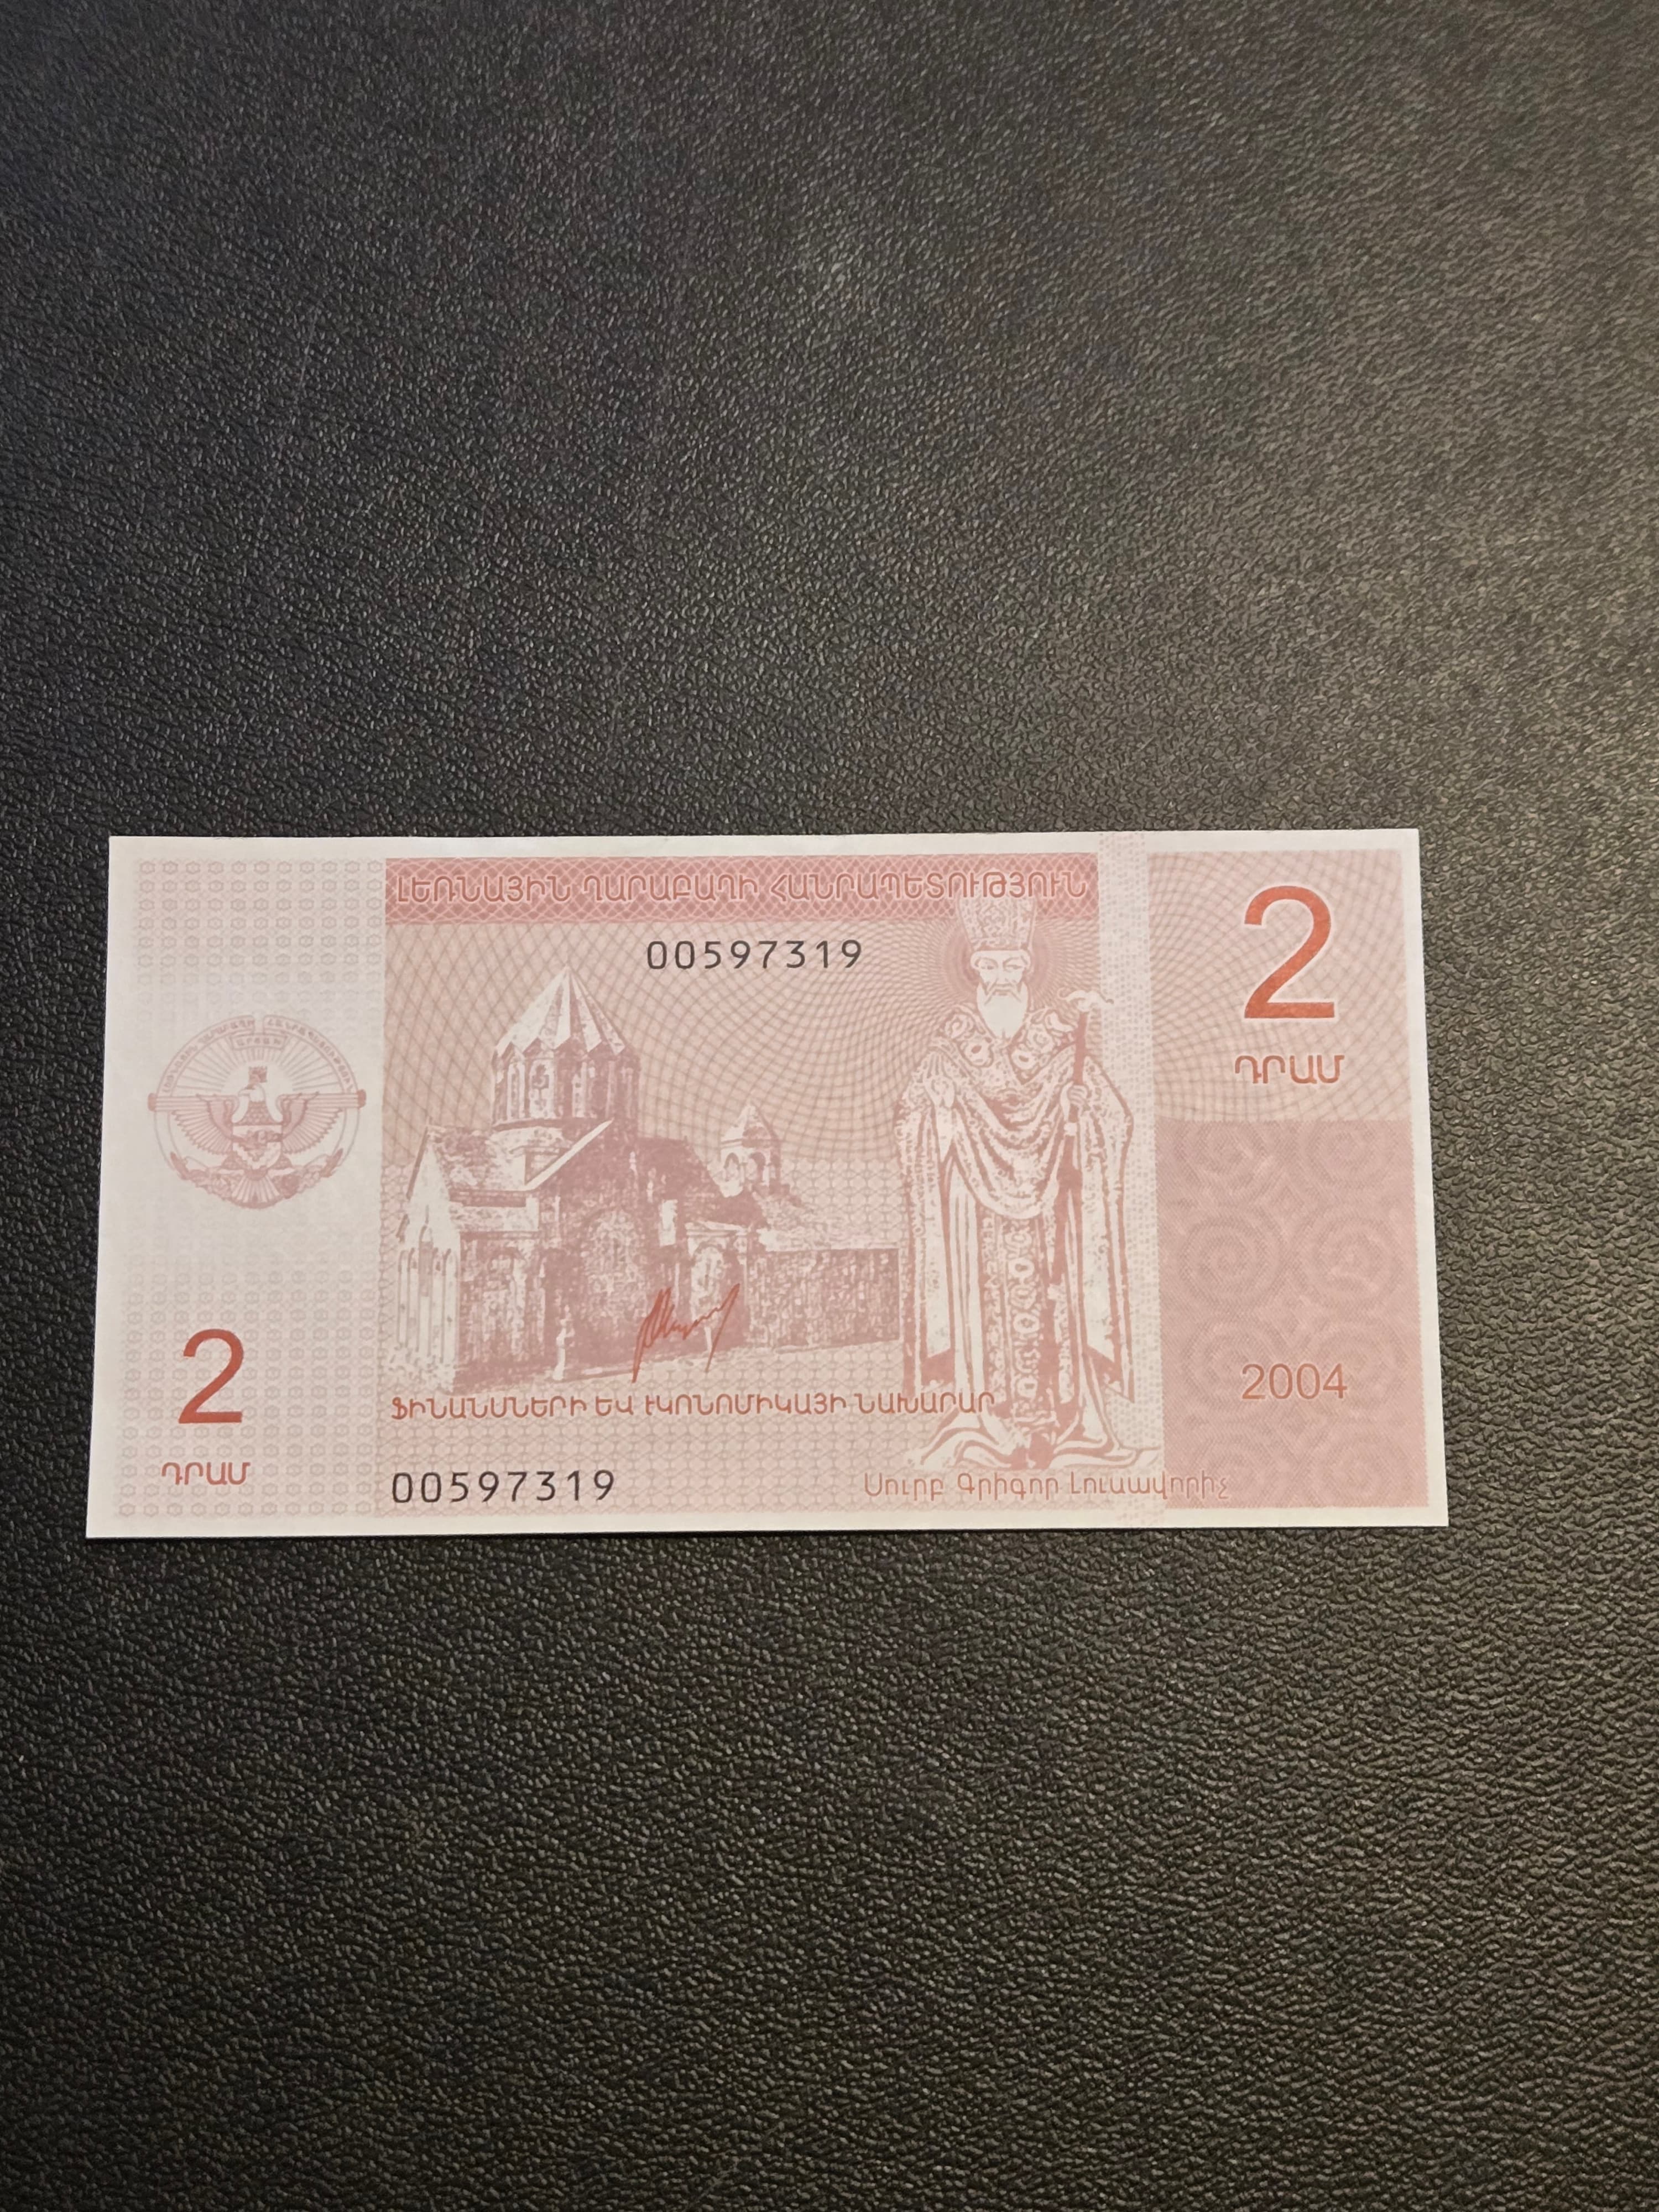 ԼԵՌՆԱՅԻՆ ՂԱՐԱԲԱՂԻ ՀԱՆՐԱՊԵՏՈՒԹՅՈՒՆ
00597319
2
ԴՐԱՄ
2
ԴՐԱՄ
2004
ՖԻՆԱՆՍՆԵՐԻ ԵՎ ԷԿՈՆՈՄԻԿԱՅԻ ՆԱԽԱՐԱՐ
00597319
Սուրբ Գրիգոր Լուսավորիչ